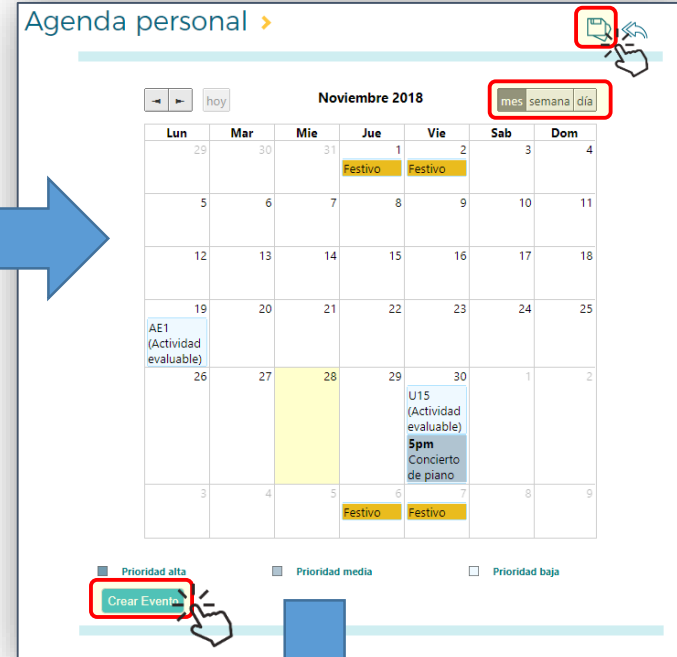 Agenda personal >
◄ ► hoy Noviembre 2018 mes semana día
Lun Mar Mie Jue Vie Sab Dom
29 30 31 1 2 3 4
Festivo Festivo
5 6 7 8 9 10 11
12 13 14 15 16 17 18
19 20 21 22 23 24 25
AE1
(Actividad
evaluable)
26 27 28 29 30 1 2
U15
(Actividad
evaluable)
5pm
Concierto
de piano
3 4 5 6 7 8 9
Festivo Festivo
Prioridad alta Prioridad media Prioridad baja
Crear Evento